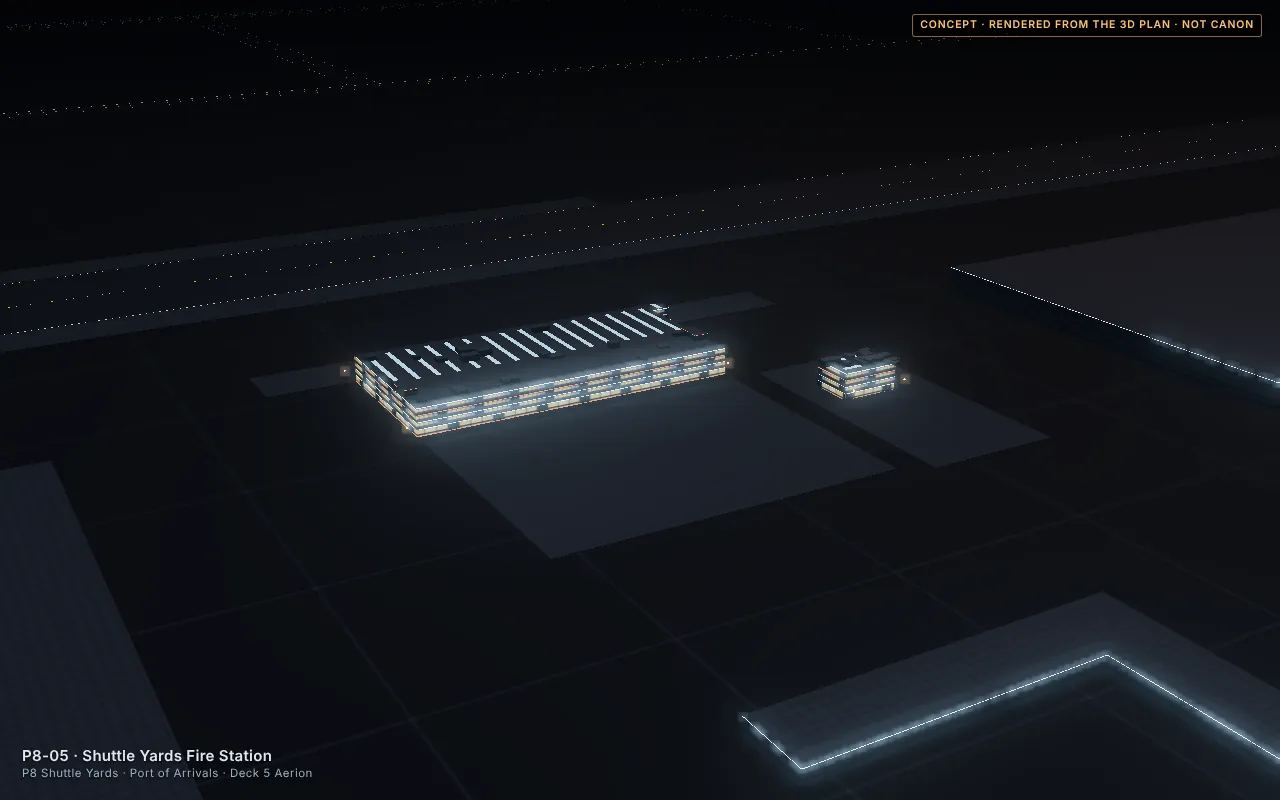 CONCEPT · RENDERED FROM THE 3D PLAN · NOT CANON
P8-05 · Shuttle Yards Fire Station
P8 Shuttle Yards · Port of Arrivals · Deck 5 Aerion